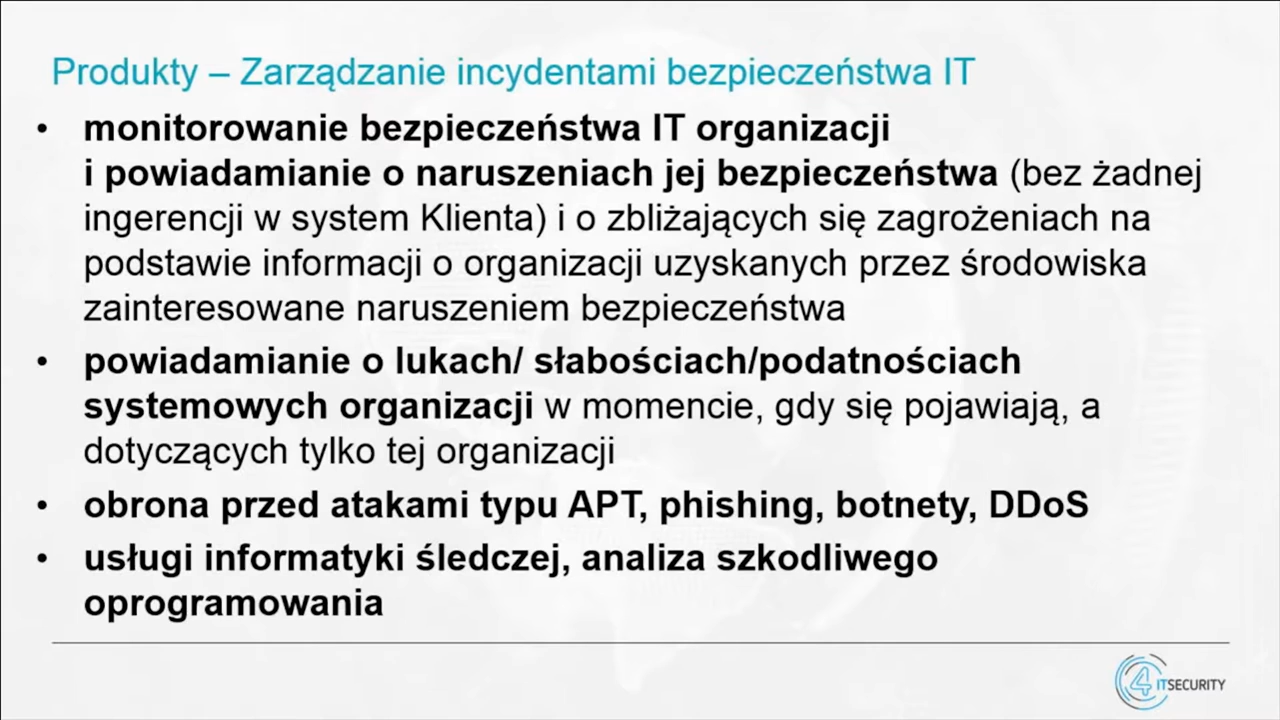 Produkty – Zarządzanie incydentami bezpieczeństwa IT
• monitorowanie bezpieczeństwa IT organizacji
i powiadamianie o naruszeniach jej bezpieczeństwa (bez żadnej
ingerencji w system Klienta) i o zbliżających się zagrożeniach na
podstawie informacji o organizacji uzyskanych przez środowiska
zainteresowane naruszeniem bezpieczeństwa
• powiadamianie o lukach/ słabościach/podatnościach
systemowych organizacji w momencie, gdy się pojawiają, a
dotyczących tylko tej organizacji
• obrona przed atakami typu APT, phishing, botnety, DDoS
• usługi informatyki śledczej, analiza szkodliwego
oprogramowania
4 ITSECURITY